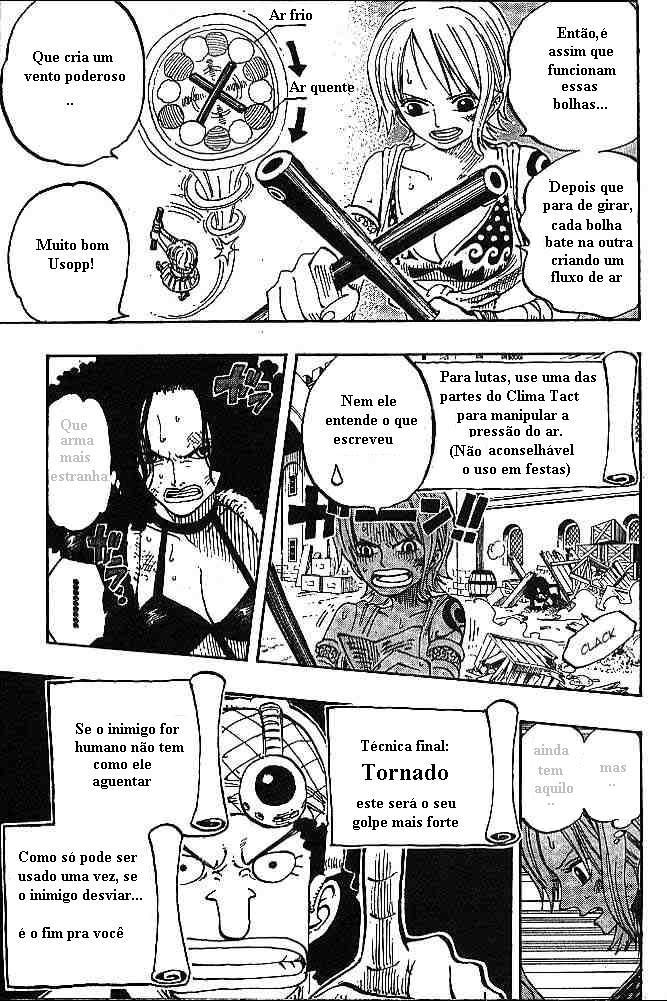 Então,é
assim que
funcionam
essas
bolhas...
Depois que
para de girar,
cada bolha
bate na outra
criando um
fluxo de ar
Ar frio
Ar quente
Que cria um
vento poderoso
..
Muito bom
Usopp!
Para lutas, use uma das
partes do Clima Tact
para manipular a
pressão do ar.
(Não aconselhável
o uso em festas)
Nem ele
entende o que
escreveu
ガーーーン!!
CLACK
Que
arma
mais
estranha
..........
mas
..
ainda
tem
aquilo
..
Técnica final:
Tornado
este será o seu
golpe mais forte
Se o inimigo for
humano não tem
como ele
aguentar
Como só pode ser
usado uma vez, se
o inimigo desviar...
é o fim pra você